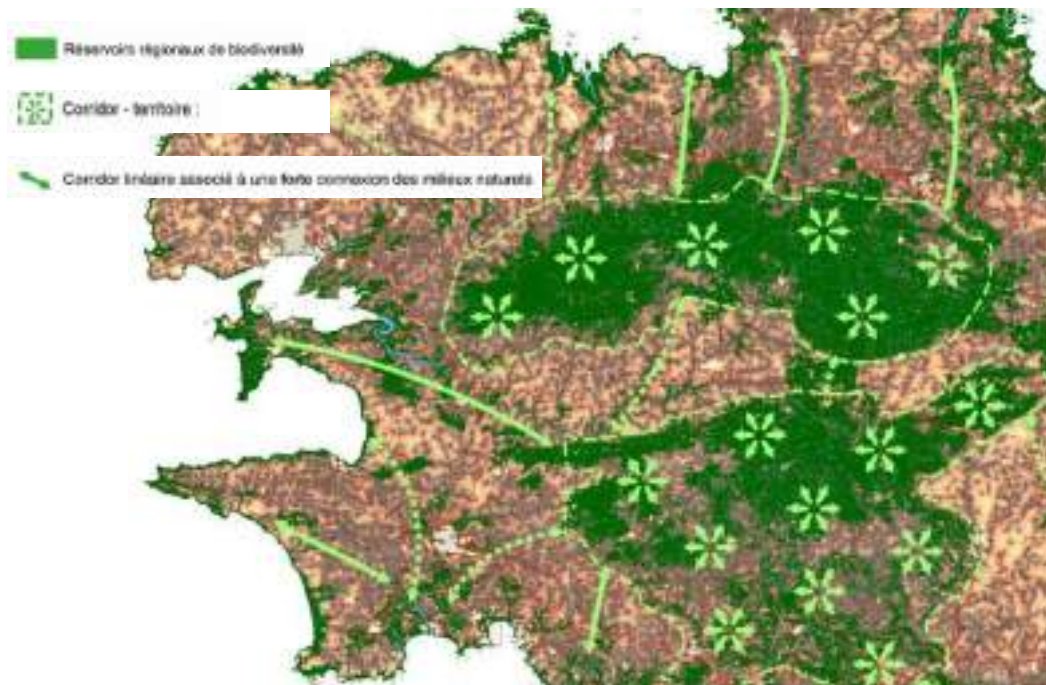 Réservoirs régionaux de biodiversité
Corridor - territoire :
Corridor linéaire associé à une forte connexion des milieux naturels